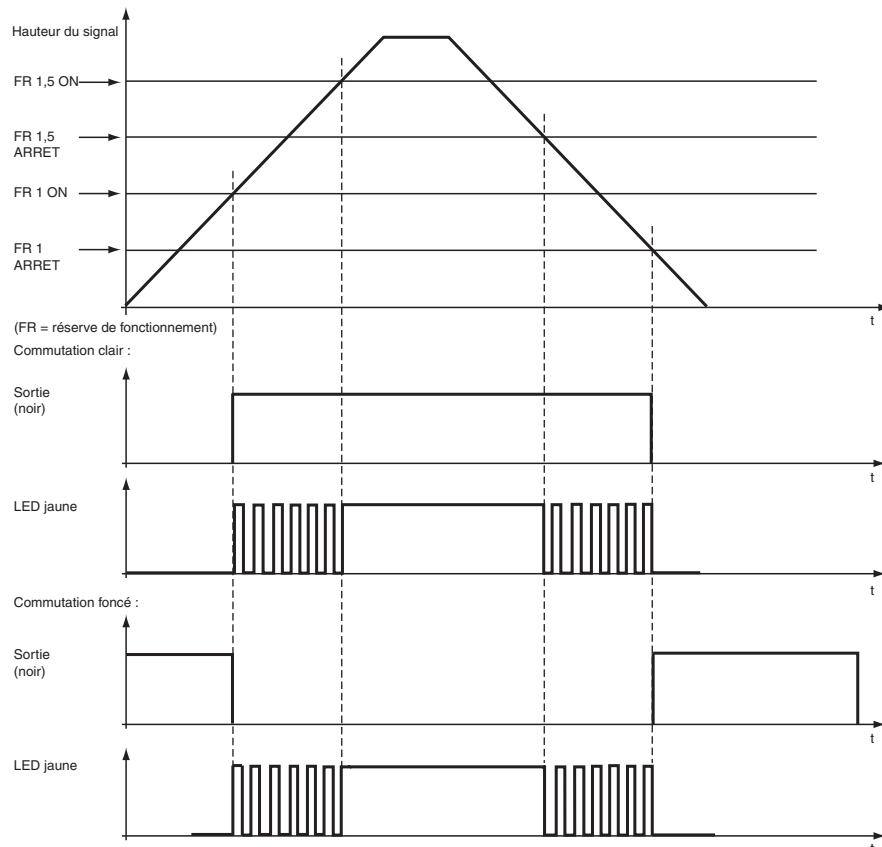 Hauteur du signal
FR 1,5 ON
FR 1,5
ARRET
FR 1 ON
FR 1
ARRET
t
(FR = réserve de fonctionnement)
Commutation clair :
Sortie
(noir)
t
LED jaune
t
Commutation foncé :
Sortie
(noir)
t
LED jaune
t